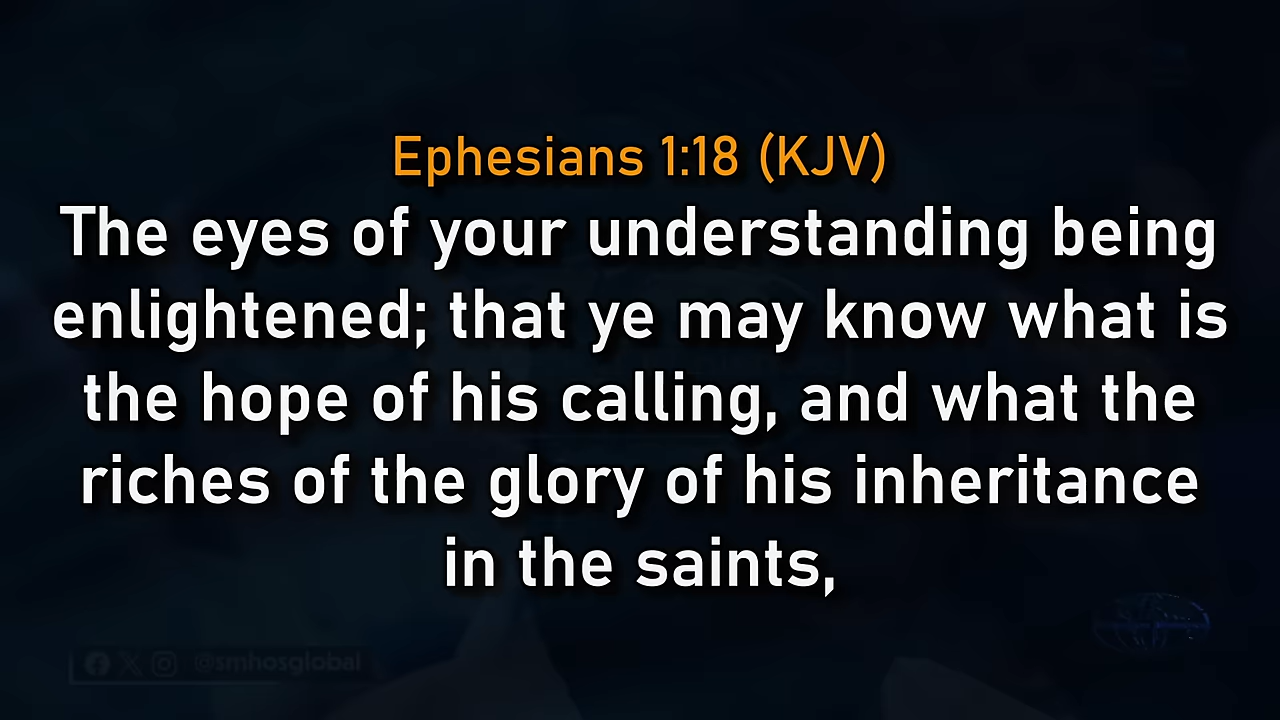 Ephesians 1:18 (KJV)
The eyes of your understanding being
enlightened; that ye may know what is
the hope of his calling, and what the
riches of the glory of his inheritance
in the saints,
@smhosglobal